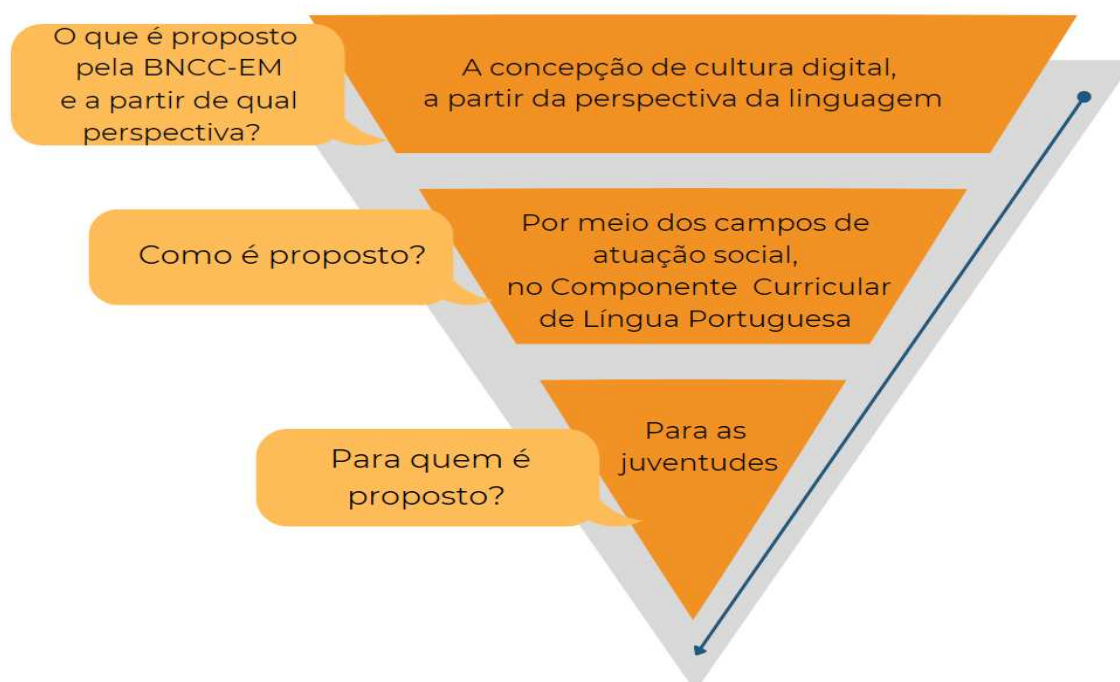 O que é proposto
pela BNCC-EM
e a partir de qual
perspectiva?
A concepção de cultura digital,
a partir da perspectiva da linguagem
Como é proposto?
Por meio dos campos de
atuação social,
no Componente Curricular
de Língua Portuguesa
Para quem é
proposto?
Para as
juventudes